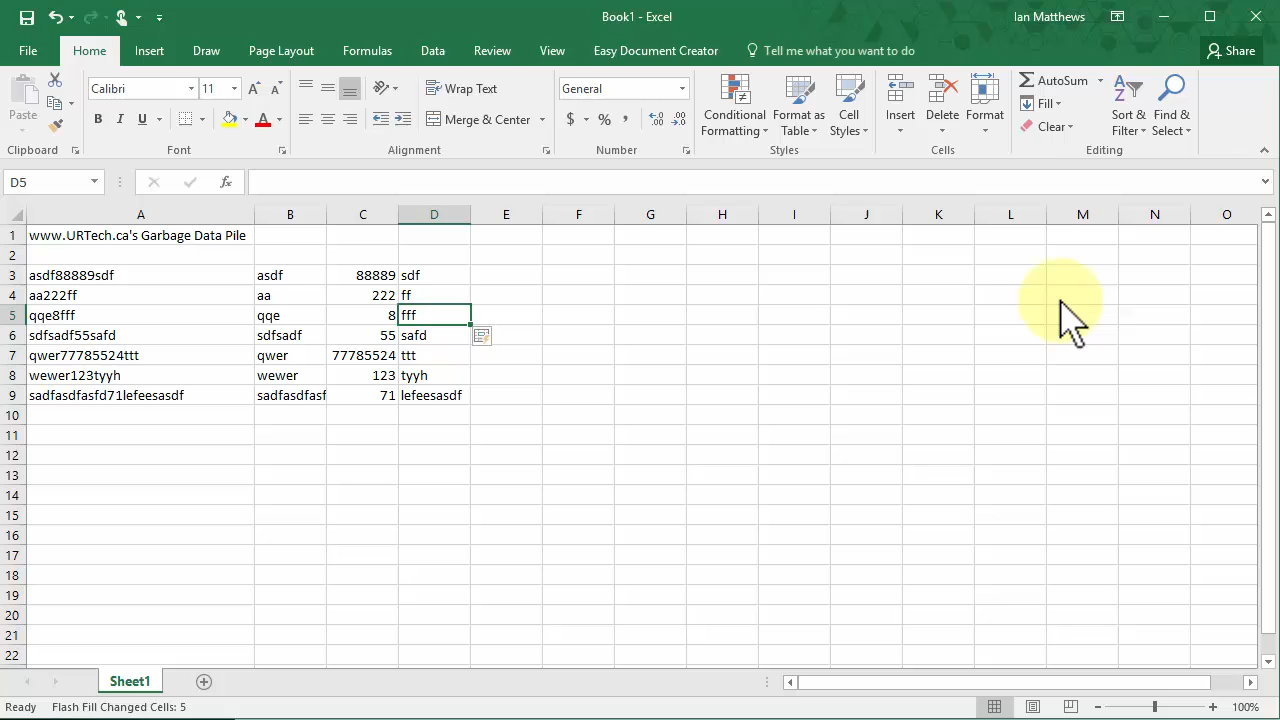 Book1 - Excel
Ian Matthews
File Home Insert Draw Page Layout Formulas Data Review View Easy Document Creator Tell me what you want to do Share
Paste
Calibri 11
B I U
Wrap Text
Merge & Center
General
$ % ,
Conditional Formatting
Format as Table
Cell Styles
Insert
Delete
Format
AutoSum
Fill
Clear
Sort & Filter
Find & Select
Clipboard Font Alignment Number Styles Cells Editing
D5 fx
A B C D E F G H I J K L M N O
1 www.URTech.ca's Garbage Data Pile
2
3 asdf88889sdf asdf 88889 sdf
4 aa222ff aa 222 ff
5 qqe8fff qqe 8 fff
6 sdfsadf55safd sdfsadf 55 safd
7 qwer77785524ttt qwer 77785524 ttt
8 wewer123tyyh wewer 123 tyyh
9 sadfasdfasfd71lefeesasdf sadfasdfasf 71 lefeesasdf
10
11
12
13
14
15
16
17
18
19
20
21
22
Sheet1
Ready Flash Fill Changed Cells: 5 100%